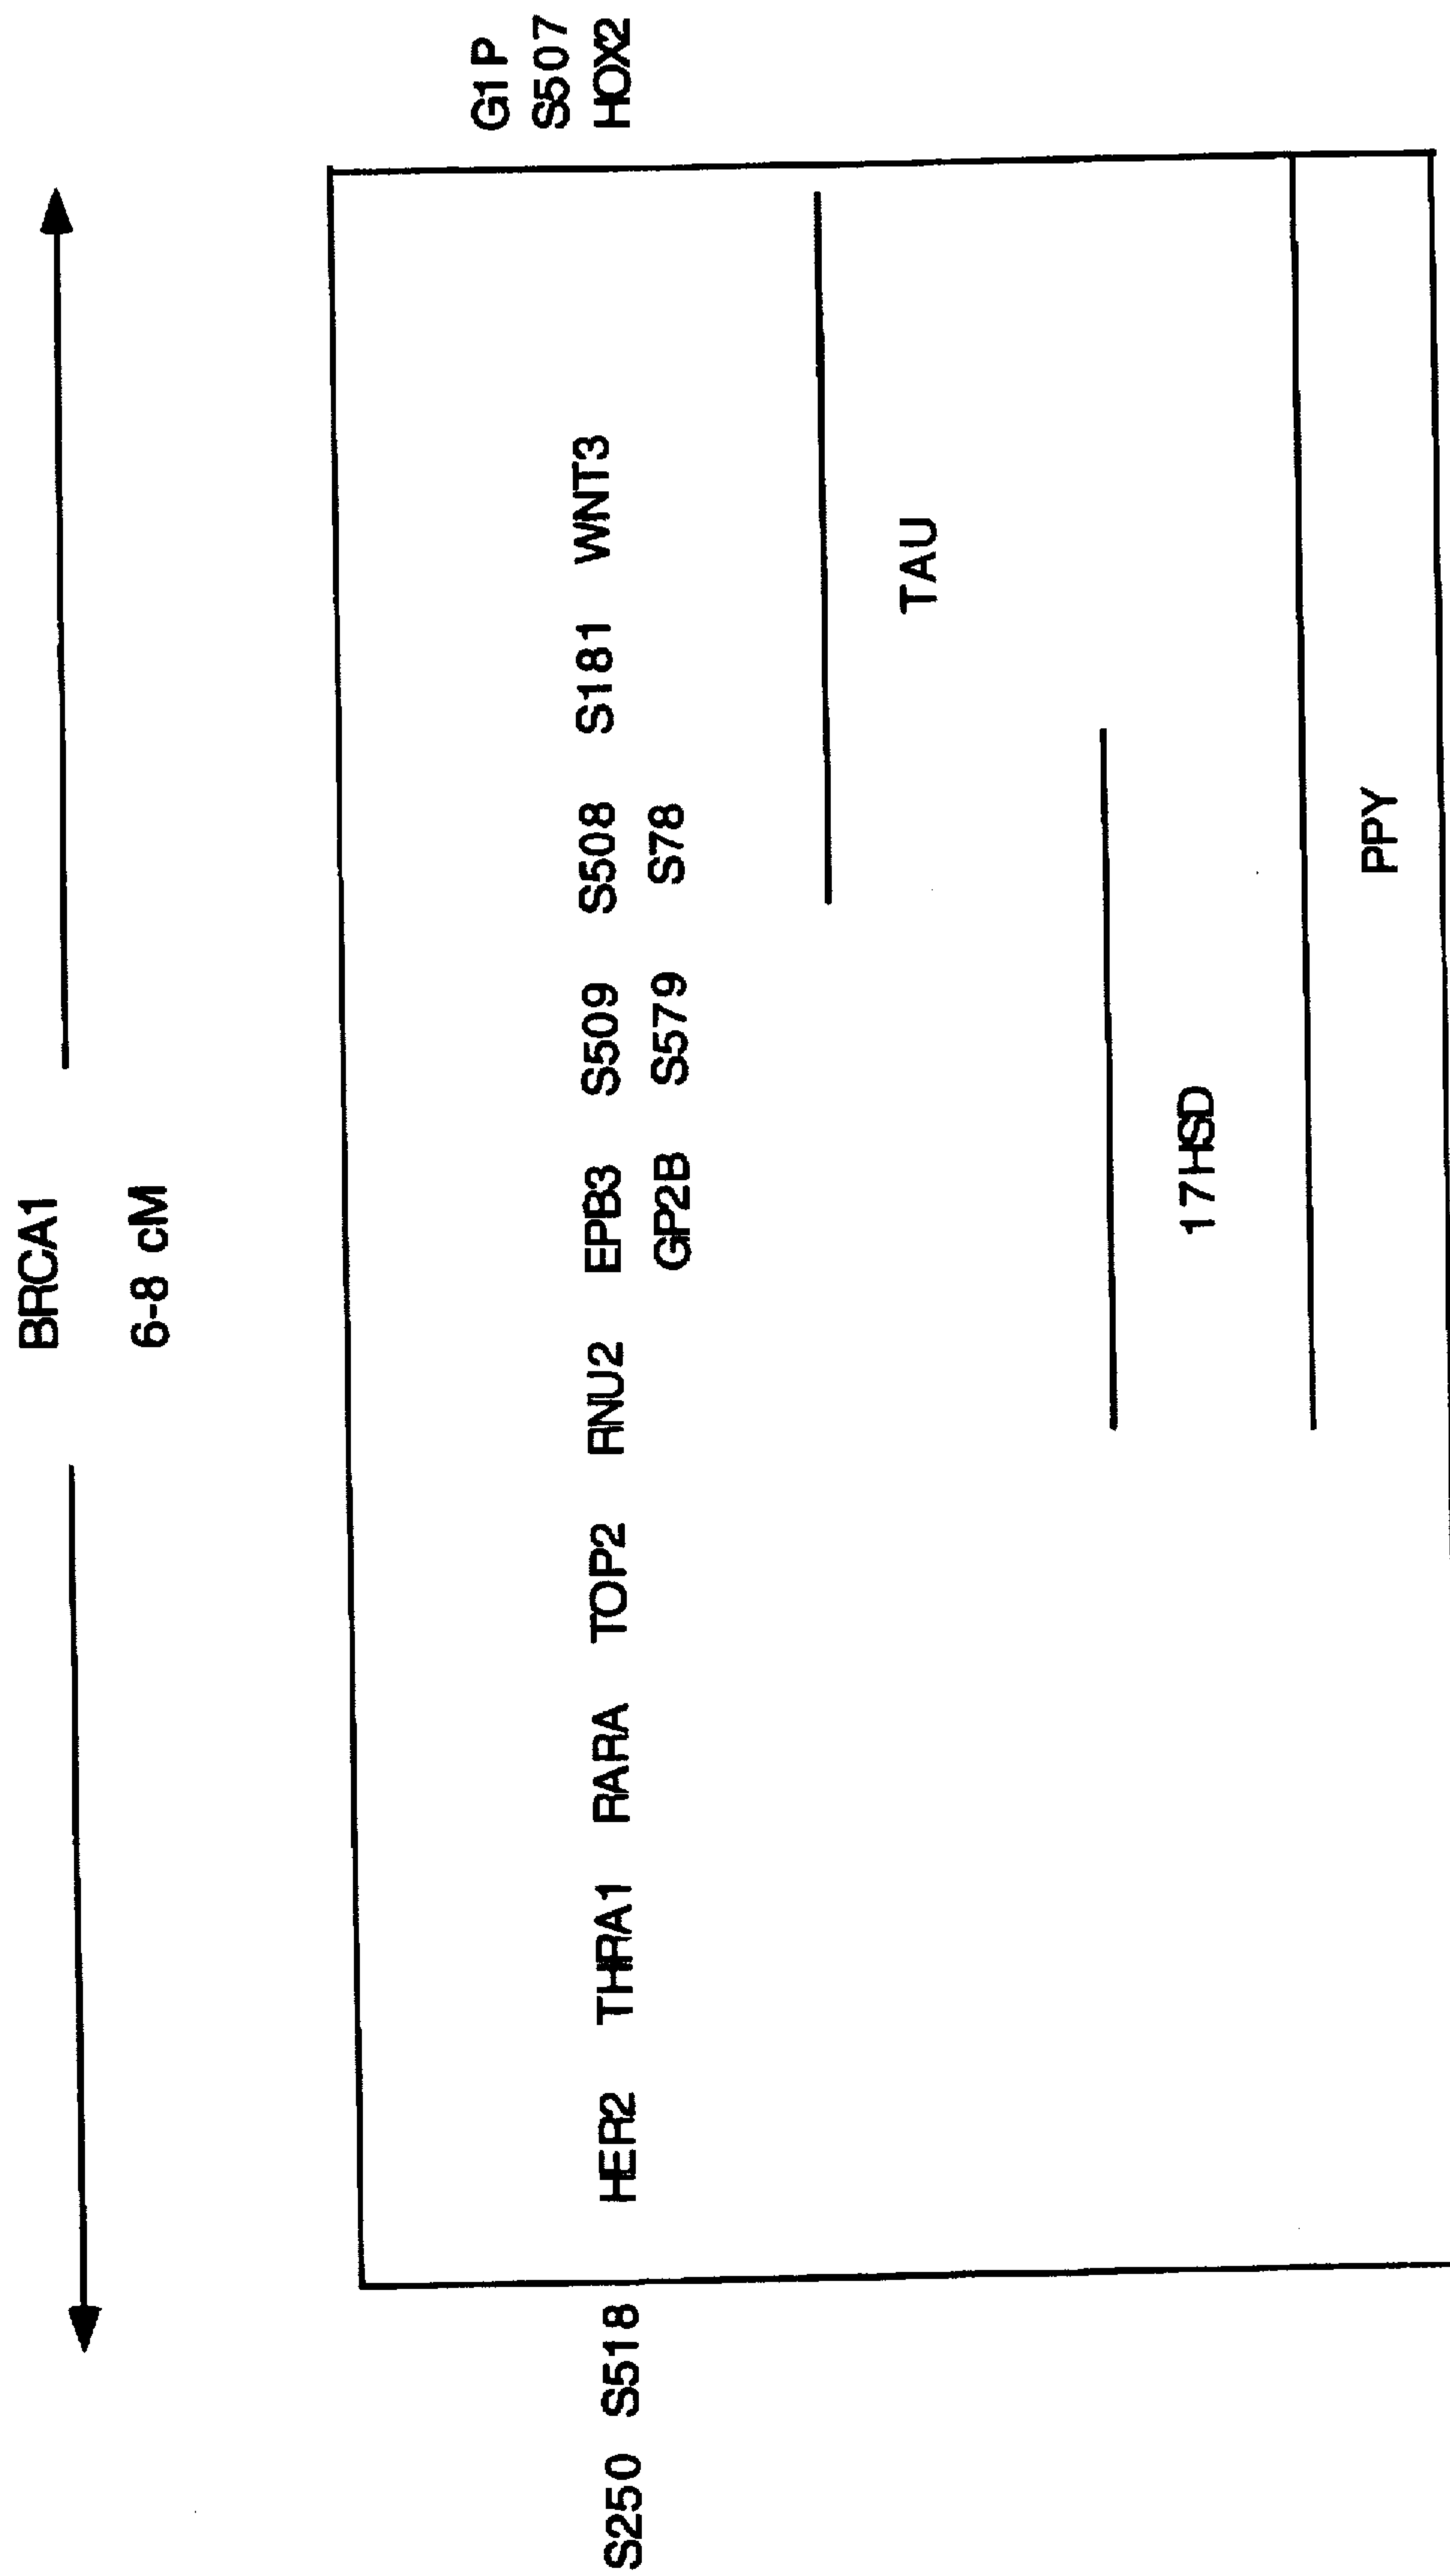 BRCA1
6-8 cM
G1P
S507
S250 S518 HER2 THRA1 RARA TOP2 RNU2 EPB3 S509 S508 S181 WNT3 HOX2
GP2B S579 S78
TAU
17HSD
PPY